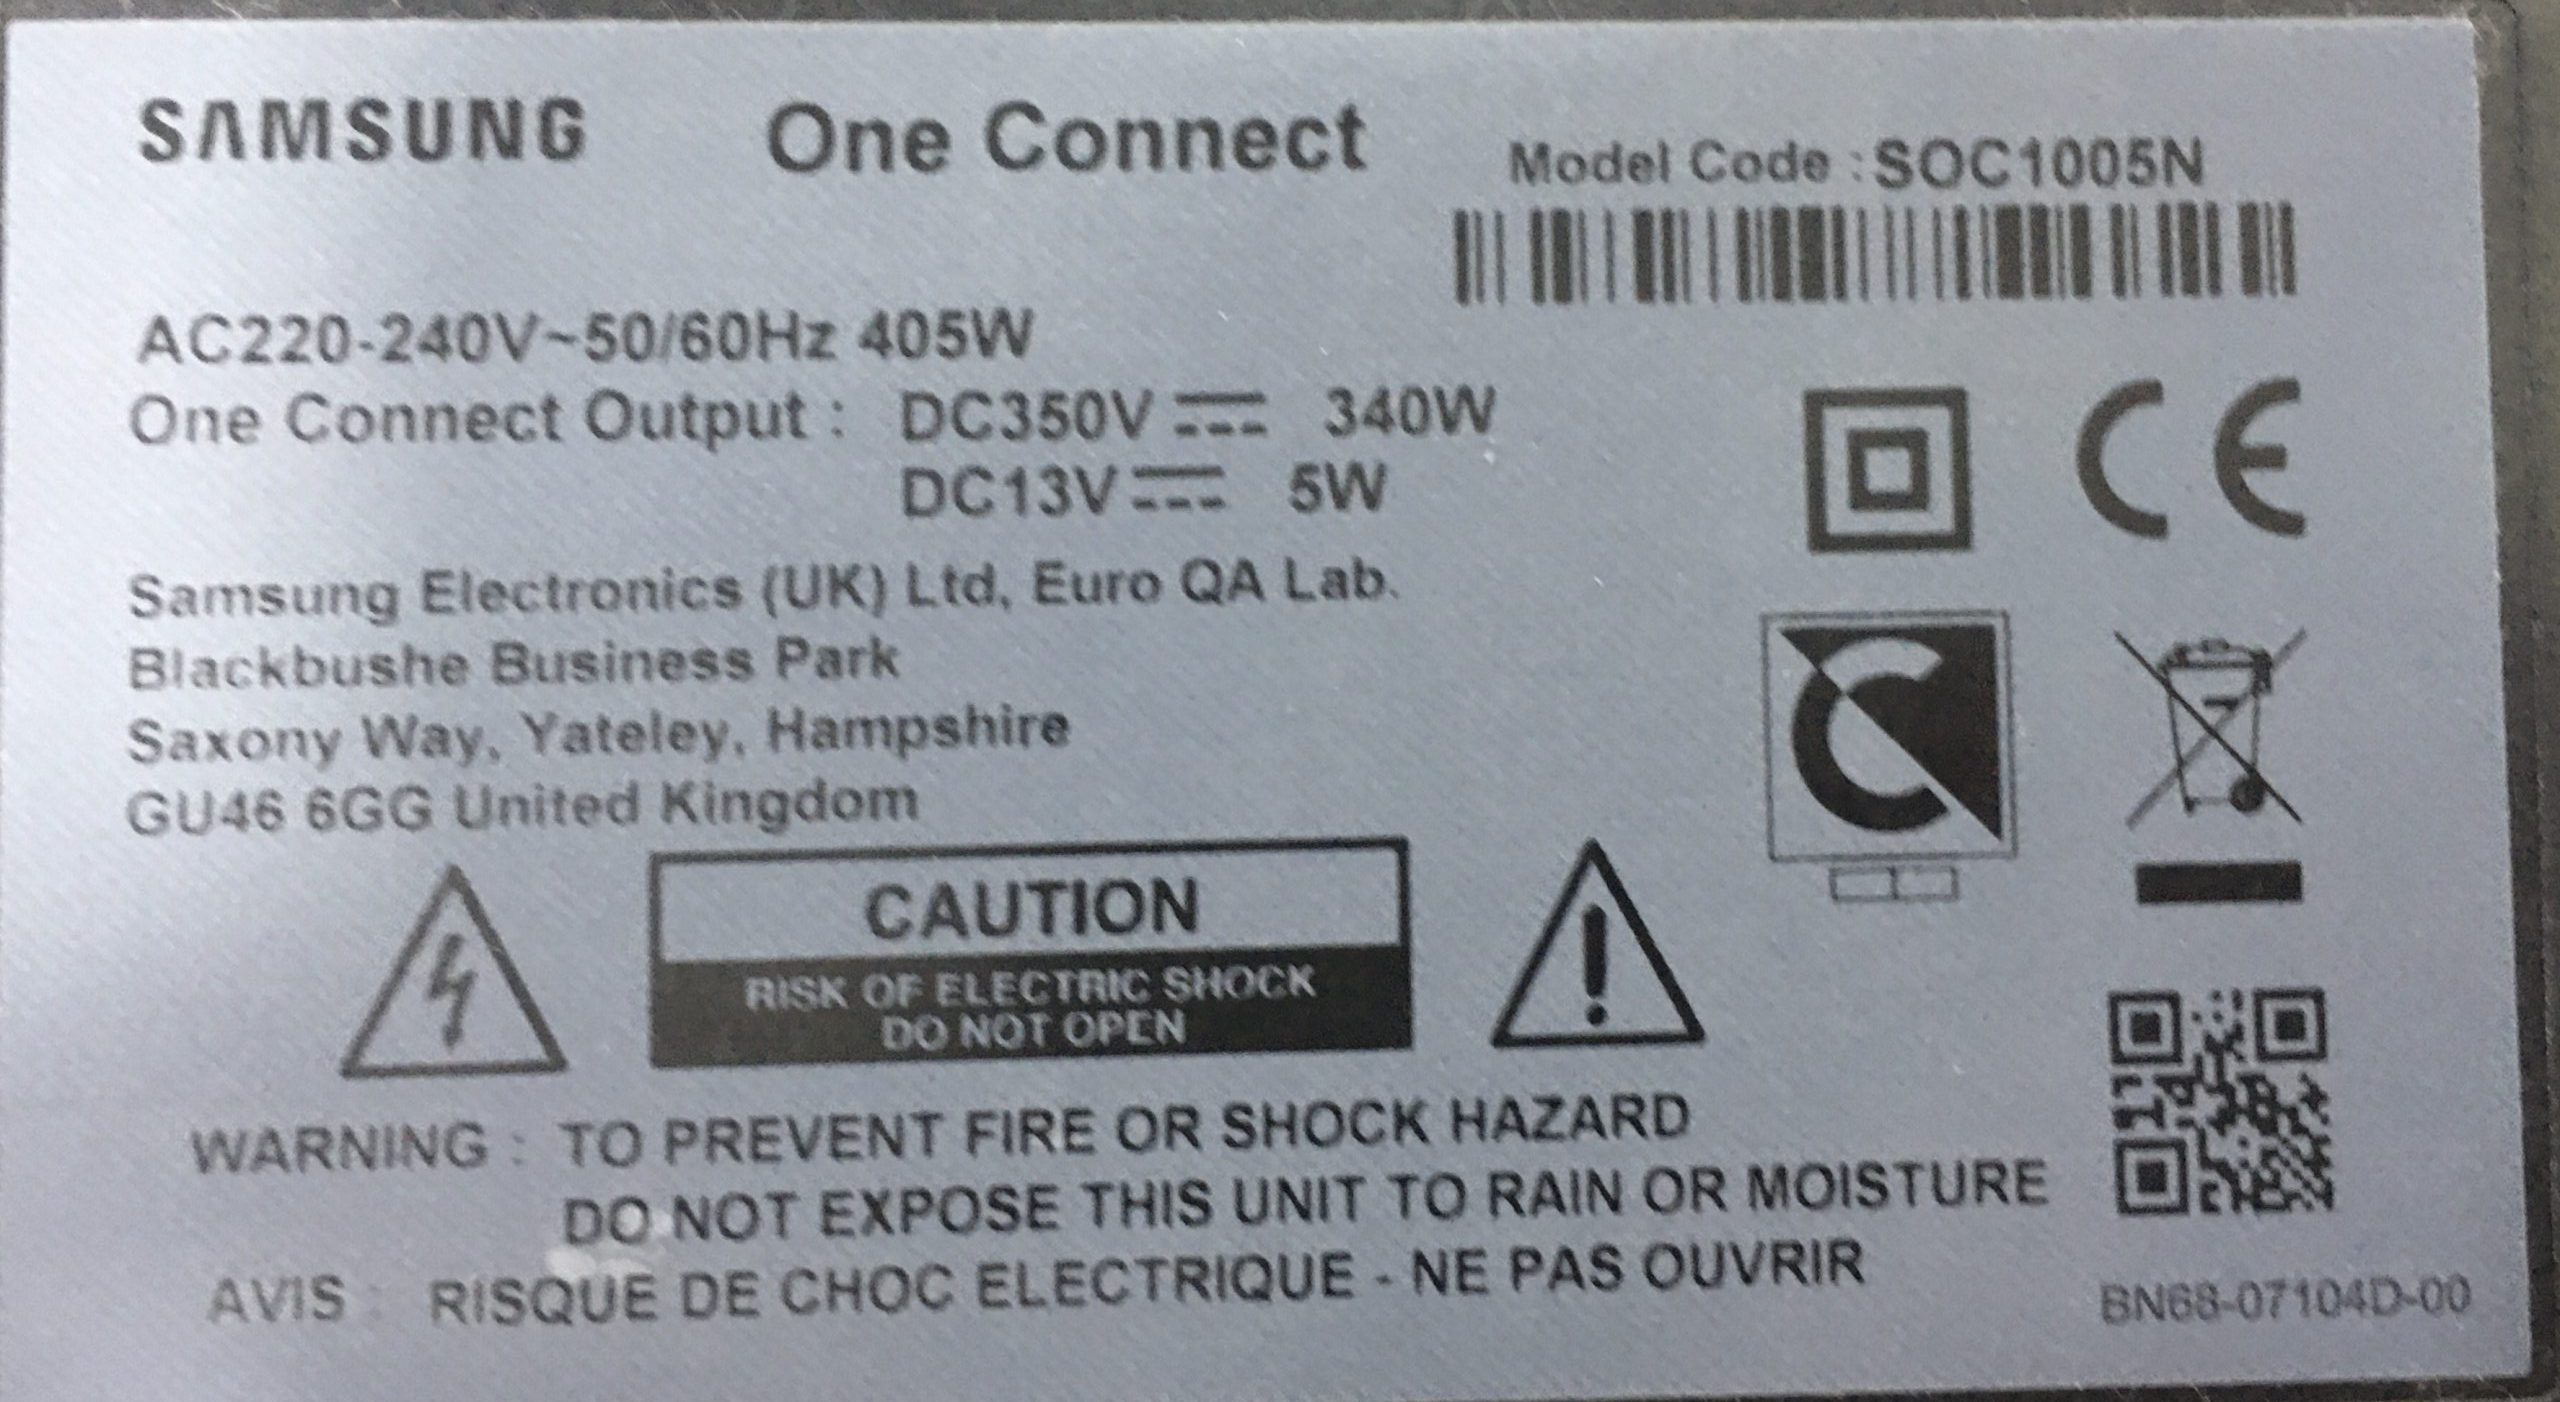 SAMSUNG One Connect
Model Code :SOC1005N
AC220-240V~50/60Hz 405W
One Connect Output : DC350V⎓ 340W
DC13V⎓ 5W
Samsung Electronics (UK) Ltd, Euro QA Lab.
Blackbushe Business Park
Saxony Way, Yateley, Hampshire
GU46 6GG United Kingdom
CE
C
CAUTION
RISK OF ELECTRIC SHOCK
DO NOT OPEN
WARNING : TO PREVENT FIRE OR SHOCK HAZARD
DO NOT EXPOSE THIS UNIT TO RAIN OR MOISTURE
AVIS : RISQUE DE CHOC ELECTRIQUE - NE PAS OUVRIR
BN68-07104D-00